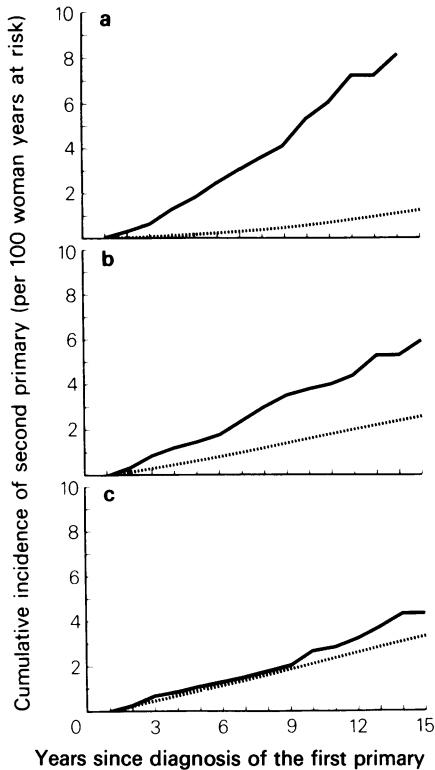 Cumulative incidence of second primary (per 100 woman years at risk)
a
10
8
6
4
2
b
10
8
6
4
2
c
10
8
6
4
2
0 3 6 9 12 15
Years since diagnosis of the first primary